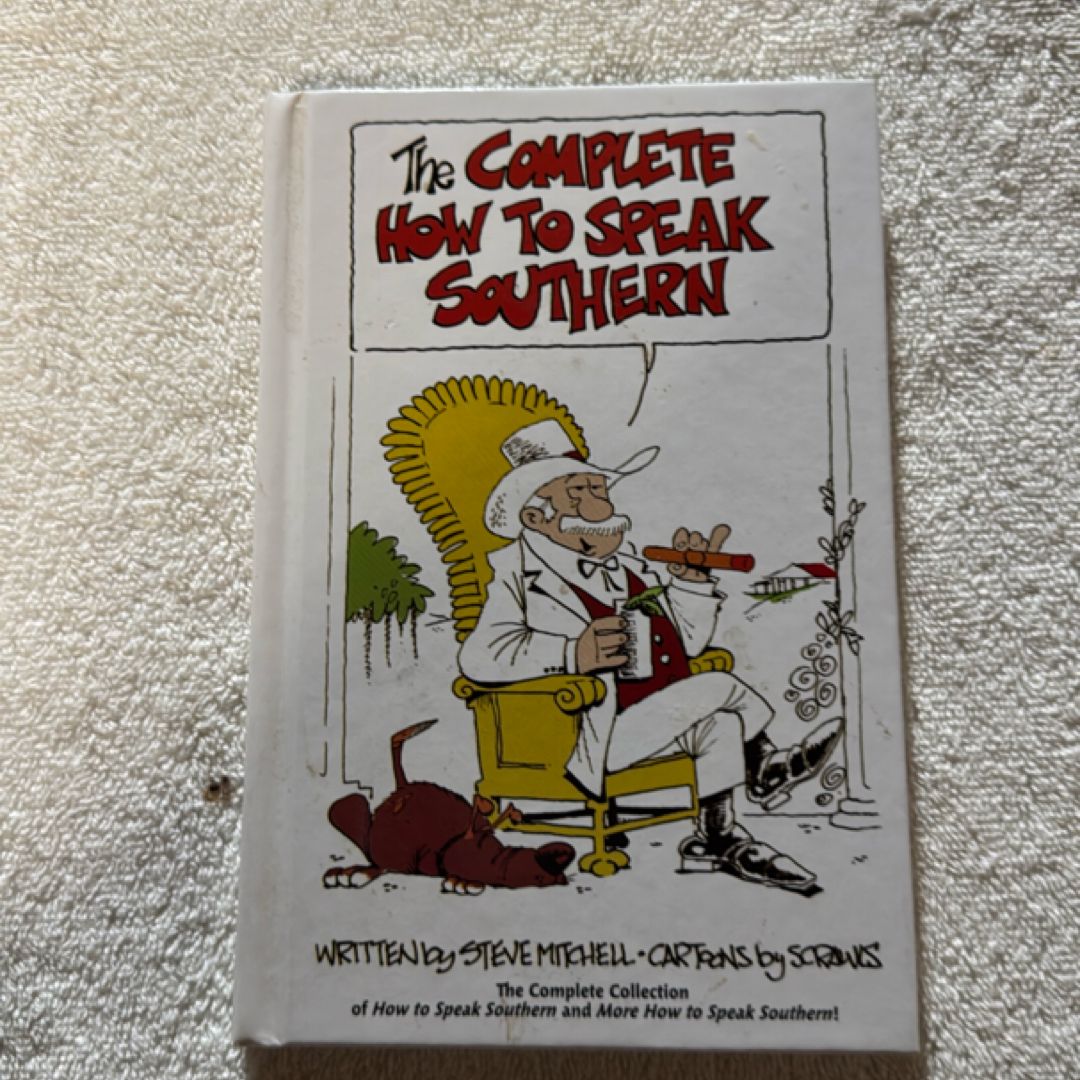 The COMPLETE
HOW TO SPEAK
SOUTHERN
WRITTEN by STEVE MITCHELL • CARTOONS by SCRAWLS
The Complete Collection
of How to Speak Southern and More How to Speak Southern!